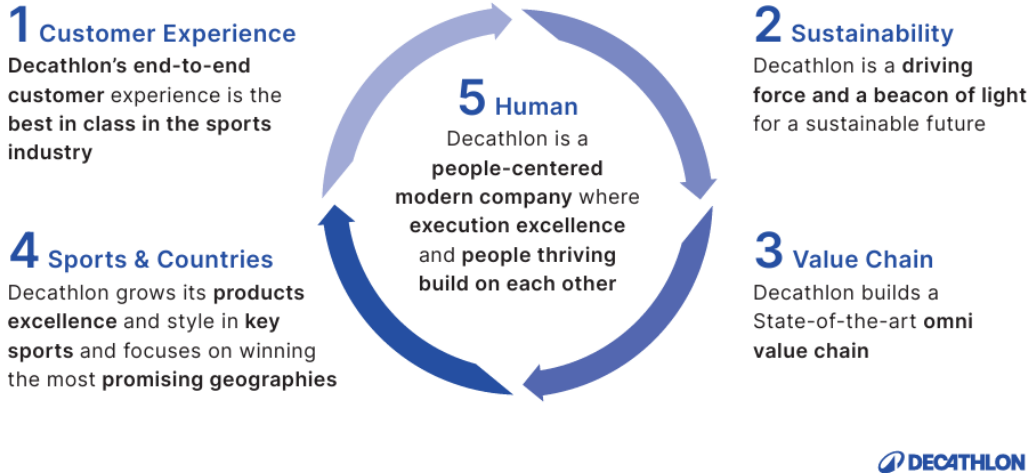 1 Customer Experience
Decathlon's end-to-end
customer experience is the
best in class in the sports
industry
2 Sustainability
Decathlon is a driving
force and a beacon of light
for a sustainable future
3 Value Chain
Decathlon builds a
State-of-the-art omni
value chain
4 Sports & Countries
Decathlon grows its products
excellence and style in key
sports and focuses on winning
the most promising geographies
5 Human
Decathlon is a
people-centered
modern company where
execution excellence
and people thriving
build on each other
DECATHLON